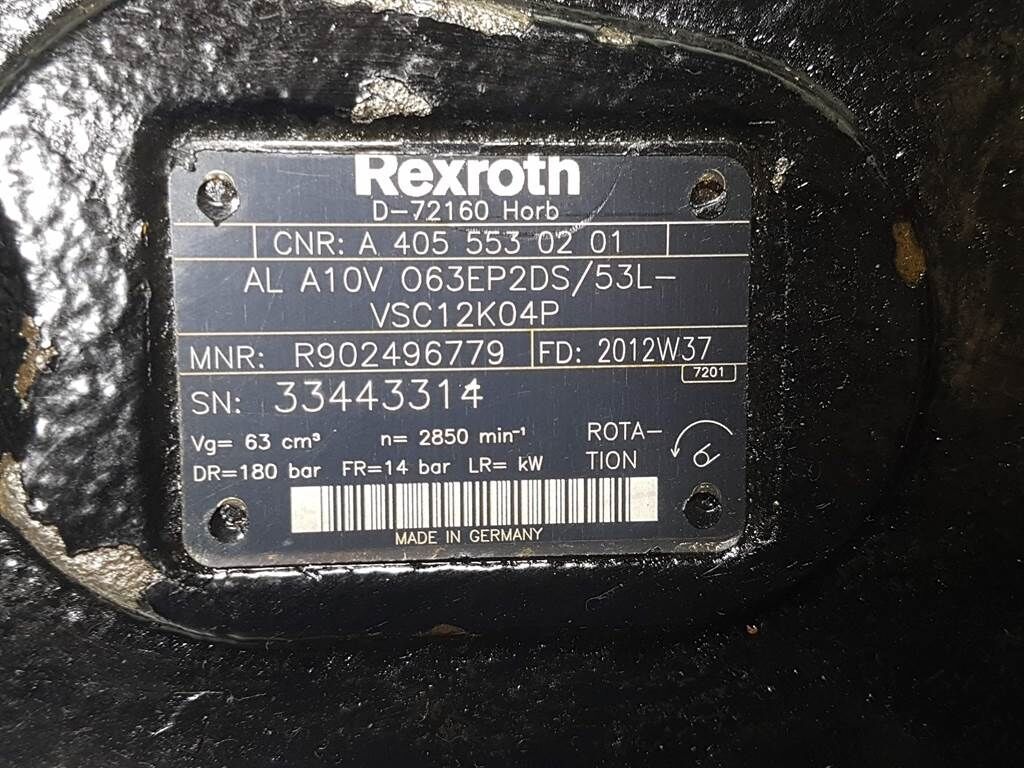 Rexroth
D-72160 Horb
CNR: A 405 553 02 01
AL A10V O63EP2DS/53L-
VSC12K04P
MNR: R902496779 FD: 2012W37
7201
SN: 33443314
Vg= 63 cm³ n= 2850 min⁻¹ ROTA-
DR=180 bar FR=14 bar LR= kW TION
MADE IN GERMANY